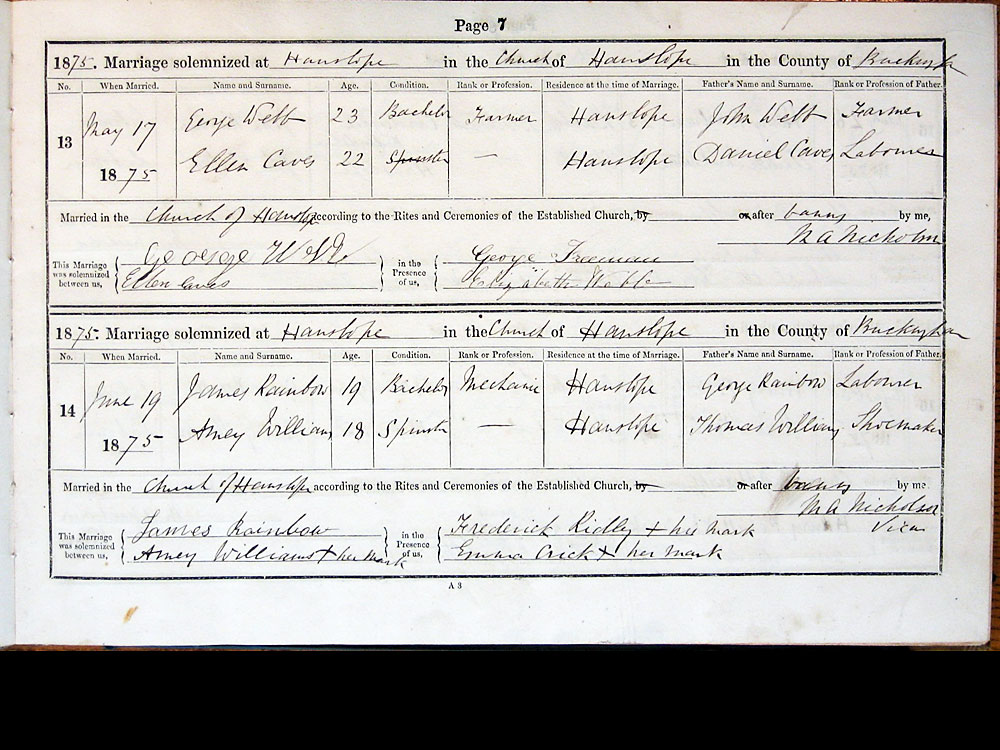 Page 7
1875. Marriage solemnized at Hanslope in the Church of Hanslope in the County of Buckingham
No. When Married. Name and Surname. Age. Condition. Rank or Profession. Residence at the time of Marriage. Father's Name and Surname. Rank or Profession of Father.
13 May 17 1875 George Webb 23 Bachelor Farmer Hanslope John Webb Farmer
Ellen Caves 22 Spinster — Hanslope Daniel Caves Labourer
Married in the Church of Hanslope according to the Rites and Ceremonies of the Established Church, by or after banns by me,
M A Nicholson
This Marriage was solemnized between us, George Webb in the Presence of us, George Freeman
Ellen Caves Elizabeth Webb
1875. Marriage solemnized at Hanslope in the Church of Hanslope in the County of Buckingham
No. When Married. Name and Surname. Age. Condition. Rank or Profession. Residence at the time of Marriage. Father's Name and Surname. Rank or Profession of Father.
14 June 19 1875 James Rainbow 19 Bachelor Mechanic Hanslope George Rainbow Labourer
Amey Williams 18 Spinster — Hanslope Thomas Williams Shoemaker
Married in the Church of Hanslope according to the Rites and Ceremonies of the Established Church, by or after banns by me
M A Nicholson
Vicar
This Marriage was solemnized between us, James Rainbow in the Presence of us, Frederick Ridly + his mark
Amey Williams + her mark Emma Crick + her mark
A 3